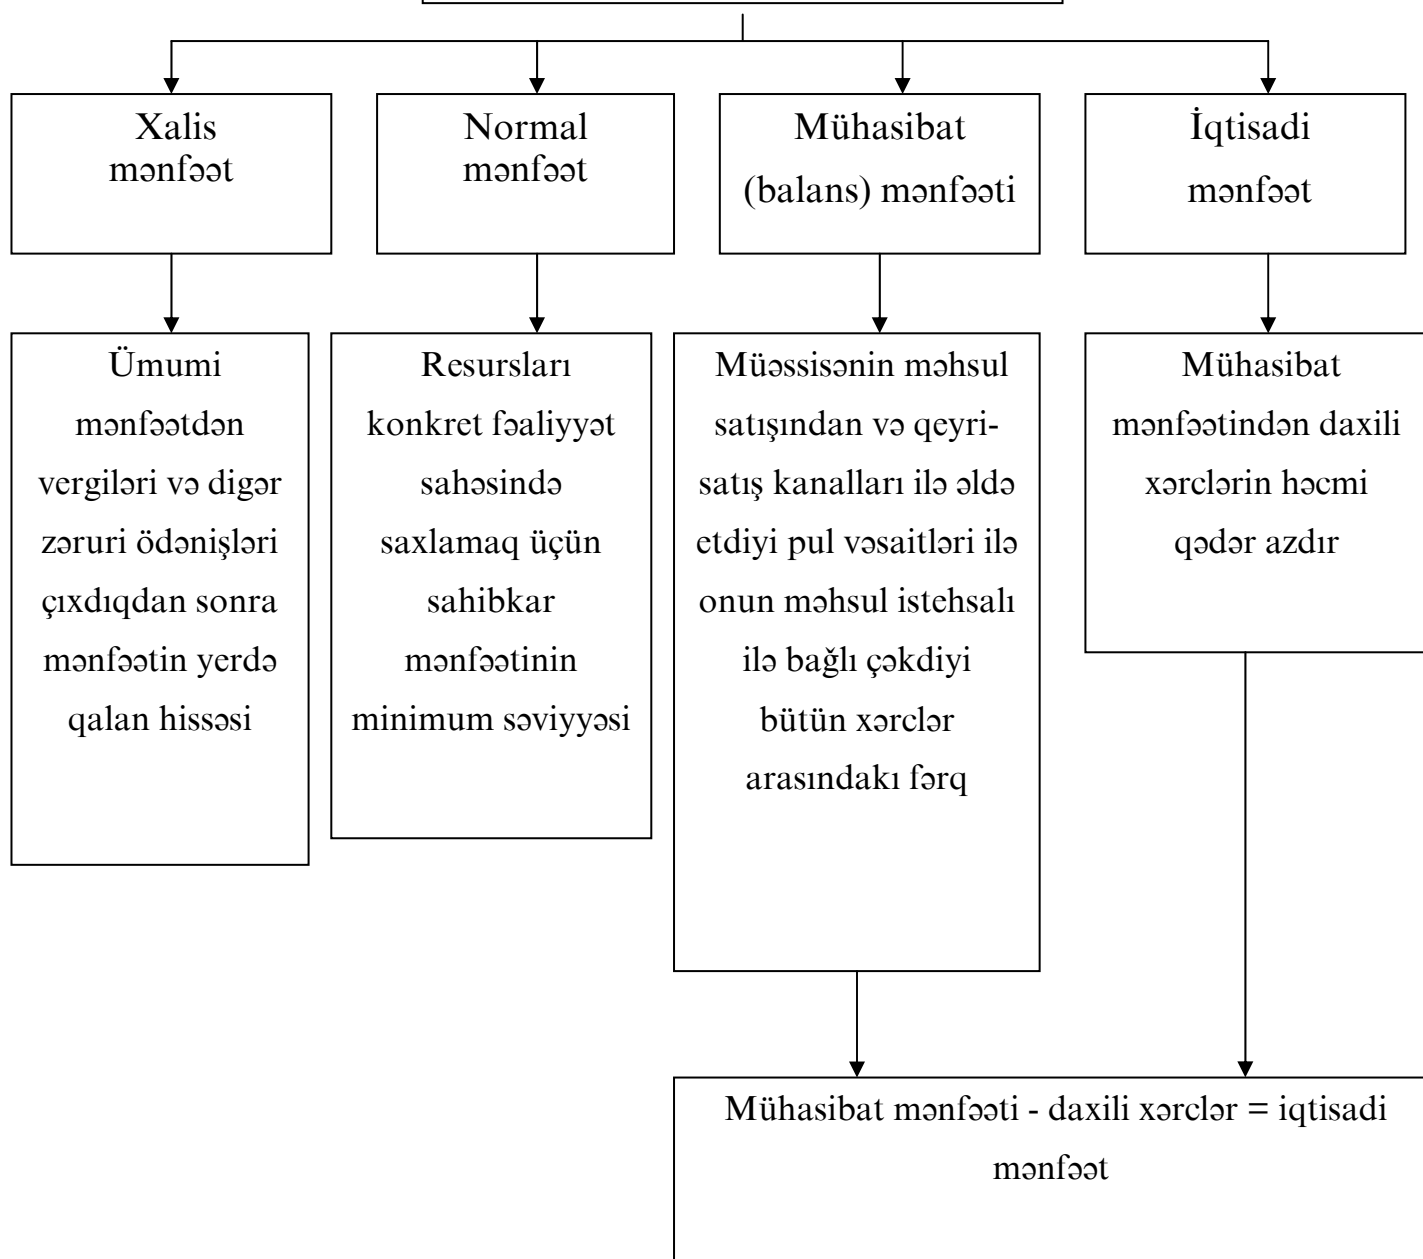 Xalis
mənfəət
Normal
mənfəət
Mühasibat
(balans) mənfəəti
İqtisadi
mənfəət
Ümumi
mənfəətdən
vergiləri və digər
zəruri ödənişləri
çıxdıqdan sonra
mənfəətin yerdə
qalan hissəsi
Resursları
konkret fəaliyyət
sahəsində
saxlamaq üçün
sahibkar
mənfəətinin
minimum səviyyəsi
Müəssisənin məhsul
satışından və qeyri-
satış kanalları ilə əldə
etdiyi pul vəsaitləri ilə
onun məhsul istehsalı
ilə bağlı çəkdiyi
bütün xərclər
arasındakı fərq
Mühasibat
mənfəətindən daxili
xərclərin həcmi
qədər azdır
Mühasibat mənfəəti - daxili xərclər = iqtisadi
mənfəət